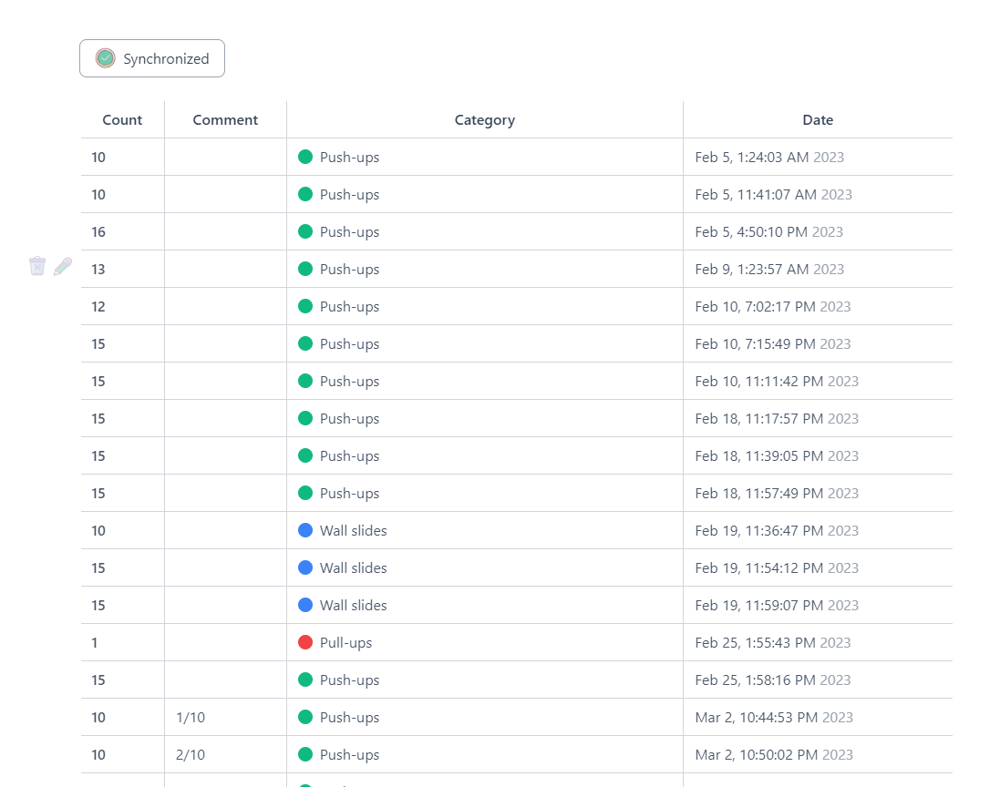 Synchronized
Count Comment Category Date
10 Push-ups Feb 5, 1:24:03 AM 2023
10 Push-ups Feb 5, 11:41:07 AM 2023
16 Push-ups Feb 5, 4:50:10 PM 2023
13 Push-ups Feb 9, 1:23:57 AM 2023
12 Push-ups Feb 10, 7:02:17 PM 2023
15 Push-ups Feb 10, 7:15:49 PM 2023
15 Push-ups Feb 10, 11:11:42 PM 2023
15 Push-ups Feb 18, 11:17:57 PM 2023
15 Push-ups Feb 18, 11:39:05 PM 2023
15 Push-ups Feb 18, 11:57:49 PM 2023
10 Wall slides Feb 19, 11:36:47 PM 2023
15 Wall slides Feb 19, 11:54:12 PM 2023
15 Wall slides Feb 19, 11:59:07 PM 2023
1 Pull-ups Feb 25, 1:55:43 PM 2023
15 Push-ups Feb 25, 1:58:16 PM 2023
10 1/10 Push-ups Mar 2, 10:44:53 PM 2023
10 2/10 Push-ups Mar 2, 10:50:02 PM 2023